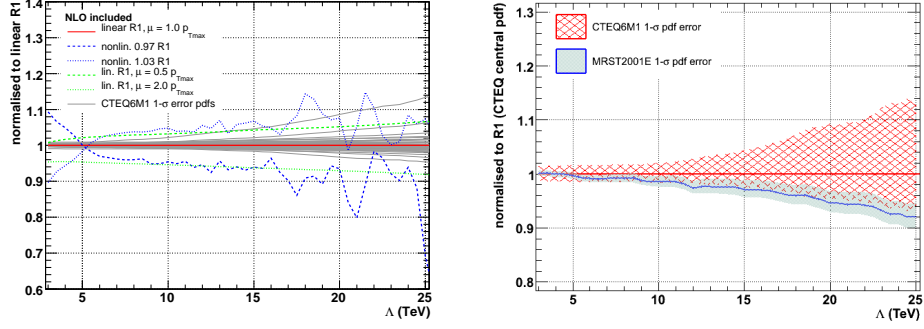 normalised to linear R1
1.4
1.3
1.2
1.1
1
0.9
0.8
0.7
0.6
NLO included
linear R1, μ = 1.0 p_Tmax
nonlin. 0.97 R1
nonlin. 1.03 R1
lin. R1, μ = 0.5 p_Tmax
lin. R1, μ = 2.0 p_Tmax
CTEQ6M1 1-σ error pdfs
5 10 15 20 25
Λ (TeV)
normalised to R1 (CTEQ central pdf)
1.3
1.2
1.1
1
0.9
0.8
CTEQ6M1 1-σ pdf error
MRST2001E 1-σ pdf error
5 10 15 20 25
Λ (TeV)